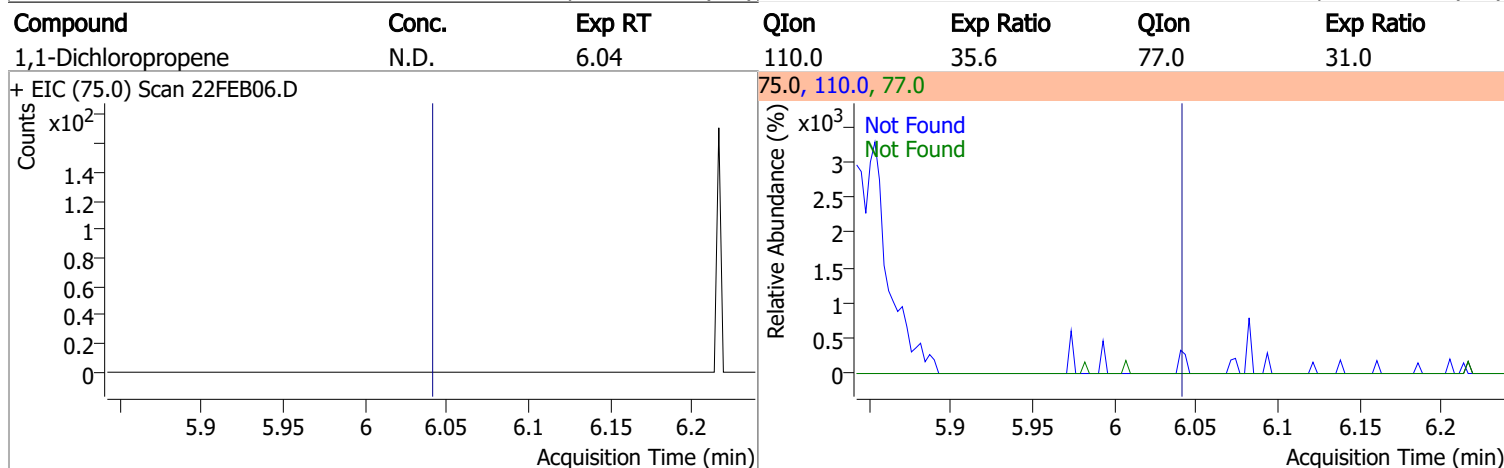 Compound Conc. Exp RT QIon Exp Ratio QIon Exp Ratio
1,1-Dichloropropene N.D. 6.04 110.0 35.6 77.0 31.0
+ EIC (75.0) Scan 22FEB06.D
Counts
x10²
1.4
1.2
1
0.8
0.6
0.4
0.2
0
5.9 5.95 6 6.05 6.1 6.15 6.2
Acquisition Time (min)
75.0, 110.0, 77.0
Relative Abundance (%)
x10³
Not Found
Not Found
3
2.5
2
1.5
1
0.5
0
5.9 5.95 6 6.05 6.1 6.15 6.2
Acquisition Time (min)